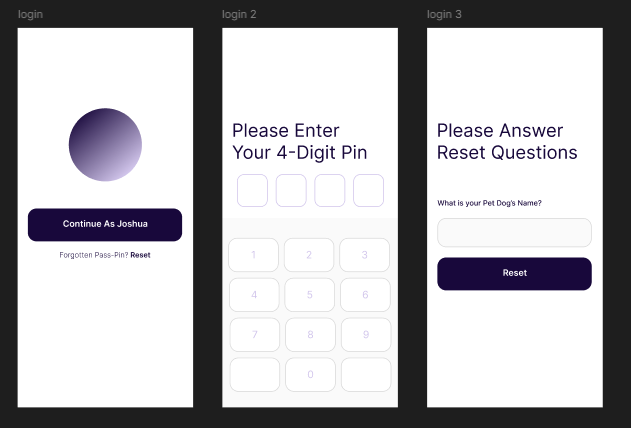 login
login 2
login 3
Continue As Joshua
Forgotten Pass-Pin? Reset
Please Enter
Your 4-Digit Pin
1
2
3
4
5
6
7
8
9
0
Please Answer
Reset Questions
What is your Pet Dog's Name?
Reset